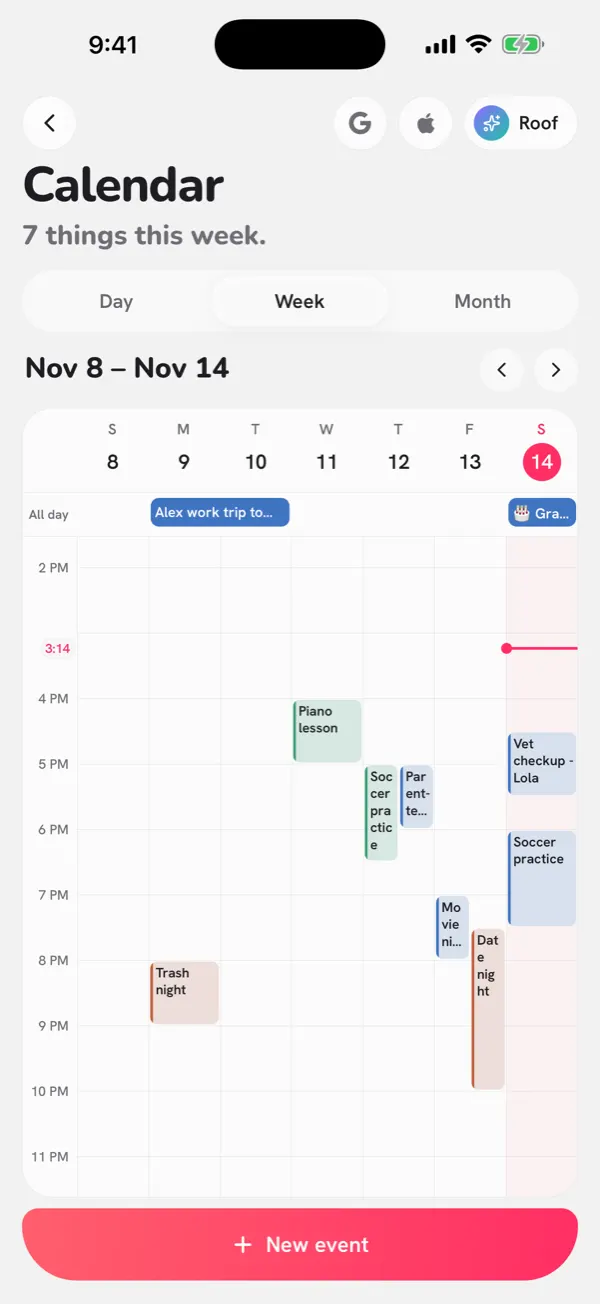 9:41
Roof
Calendar
7 things this week.
Day Week Month
Nov 8 – Nov 14
S M T W T F S
8 9 10 11 12 13 14
All day
Alex work trip to...
🎂 Gra...
2 PM
3:14
4 PM
Piano
lesson
Vet
checkup -
Lola
5 PM
Soc
cer
pra
ctic
e
Par
ent-
te...
6 PM
Soccer
practice
7 PM
Mo
vie
ni...
Dat
e
nig
ht
8 PM
Trash
night
9 PM
10 PM
11 PM
+ New event